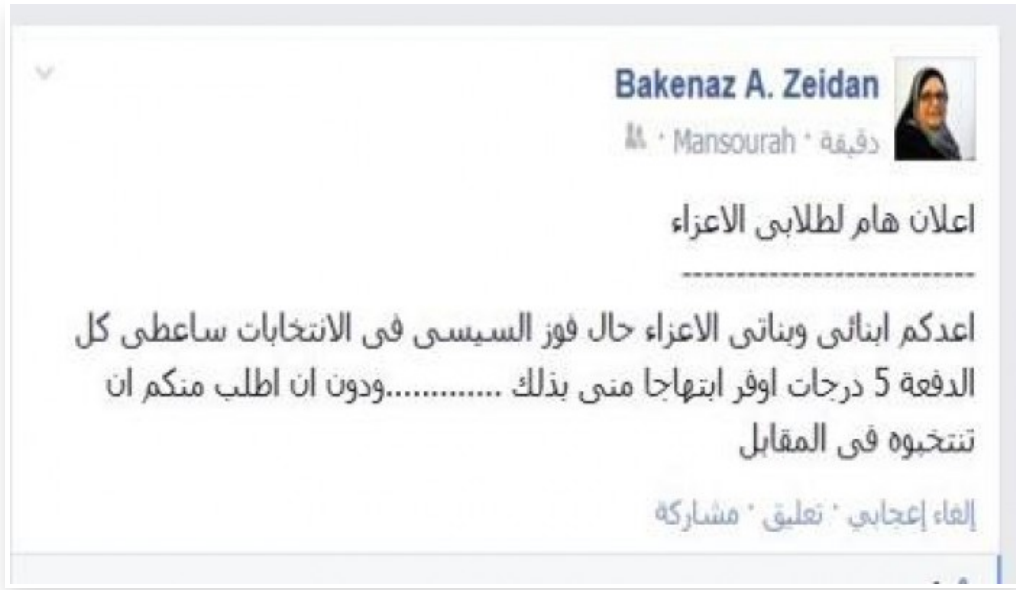 Bakenaz A. Zeidan
دقيقة · Mansourah ·
اعلان هام لطلابى الاعزاء
---------------------------
اعدكم ابنائى وبناتى الاعزاء حال فوز السيسى فى الانتخابات ساعطى كل
الدفعة 5 درجات اوفر ابتهاجا منى بذلك .............ودون ان اطلب منكم ان
تنتخبوه فى المقابل
إلغاء إعجابي · تعليق · مشاركة